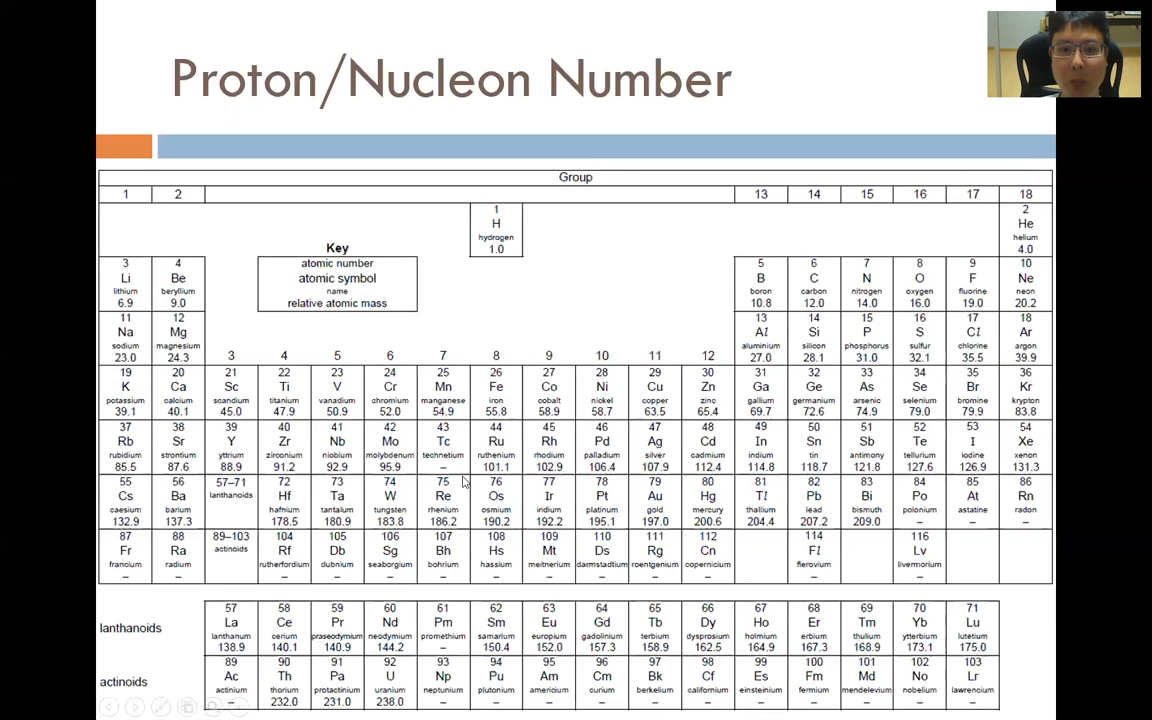 Proton/Nucleon Number
Group
1 2 13 14 15 16 17 18
1 2
H He
hydrogen helium
1.0 4.0
Key
atomic number
atomic symbol
name
relative atomic mass
3 4 5 6 7 8 9 10
Li Be B C N O F Ne
lithium beryllium boron carbon nitrogen oxygen fluorine neon
6.9 9.0 10.8 12.0 14.0 16.0 19.0 20.2
11 12 13 14 15 16 17 18
Na Mg Al Si P S Cl Ar
sodium magnesium aluminium silicon phosphorus sulfur chlorine argon
23.0 24.3 3 4 5 6 7 8 9 10 11 12 27.0 28.1 31.0 32.1 35.5 39.9
19 20 21 22 23 24 25 26 27 28 29 30 31 32 33 34 35 36
K Ca Sc Ti V Cr Mn Fe Co Ni Cu Zn Ga Ge As Se Br Kr
potassium calcium scandium titanium vanadium chromium manganese iron cobalt nickel copper zinc gallium germanium arsenic selenium bromine krypton
39.1 40.1 45.0 47.9 50.9 52.0 54.9 55.8 58.9 58.7 63.5 65.4 69.7 72.6 74.9 79.0 79.9 83.8
37 38 39 40 41 42 43 44 45 46 47 48 49 50 51 52 53 54
Rb Sr Y Zr Nb Mo Tc Ru Rh Pd Ag Cd In Sn Sb Te I Xe
rubidium strontium yttrium zirconium niobium molybdenum technetium ruthenium rhodium palladium silver cadmium indium tin antimony tellurium iodine xenon
85.5 87.6 88.9 91.2 92.9 95.9 – 101.1 102.9 106.4 107.9 112.4 114.8 118.7 121.8 127.6 126.9 131.3
55 56 57–71 72 73 74 75 76 77 78 79 80 81 82 83 84 85 86
Cs Ba lanthanoids Hf Ta W Re Os Ir Pt Au Hg Tl Pb Bi Po At Rn
caesium barium hafnium tantalum tungsten rhenium osmium iridium platinum gold mercury thallium lead bismuth polonium astatine radon
132.9 137.3 178.5 180.9 183.8 186.2 190.2 192.2 195.1 197.0 200.6 204.4 207.2 209.0 – – –
87 88 89–103 104 105 106 107 108 109 110 111 112 114 116
Fr Ra actinoids Rf Db Sg Bh Hs Mt Ds Rg Cn Fl Lv
francium radium rutherfordium dubnium seaborgium bohrium hassium meitnerium darmstadtium roentgenium copernicium flerovium livermorium
– – – – – – – – – – – – –
57 58 59 60 61 62 63 64 65 66 67 68 69 70 71
lanthanoids La Ce Pr Nd Pm Sm Eu Gd Tb Dy Ho Er Tm Yb Lu
lanthanum cerium praseodymium neodymium promethium samarium europium gadolinium terbium dysprosium holmium erbium thulium ytterbium lutetium
138.9 140.1 140.9 144.2 – 150.4 152.0 157.3 158.9 162.5 164.9 167.3 168.9 173.1 175.0
89 90 91 92 93 94 95 96 97 98 99 100 101 102 103
actinoids Ac Th Pa U Np Pu Am Cm Bk Cf Es Fm Md No Lr
actinium thorium protactinium uranium neptunium plutonium americium curium berkelium californium einsteinium fermium mendelevium nobelium lawrencium
– 232.0 231.0 238.0 – – – – – – – – – – –